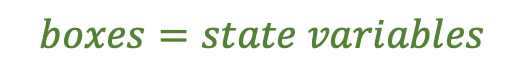 boxes = state variables